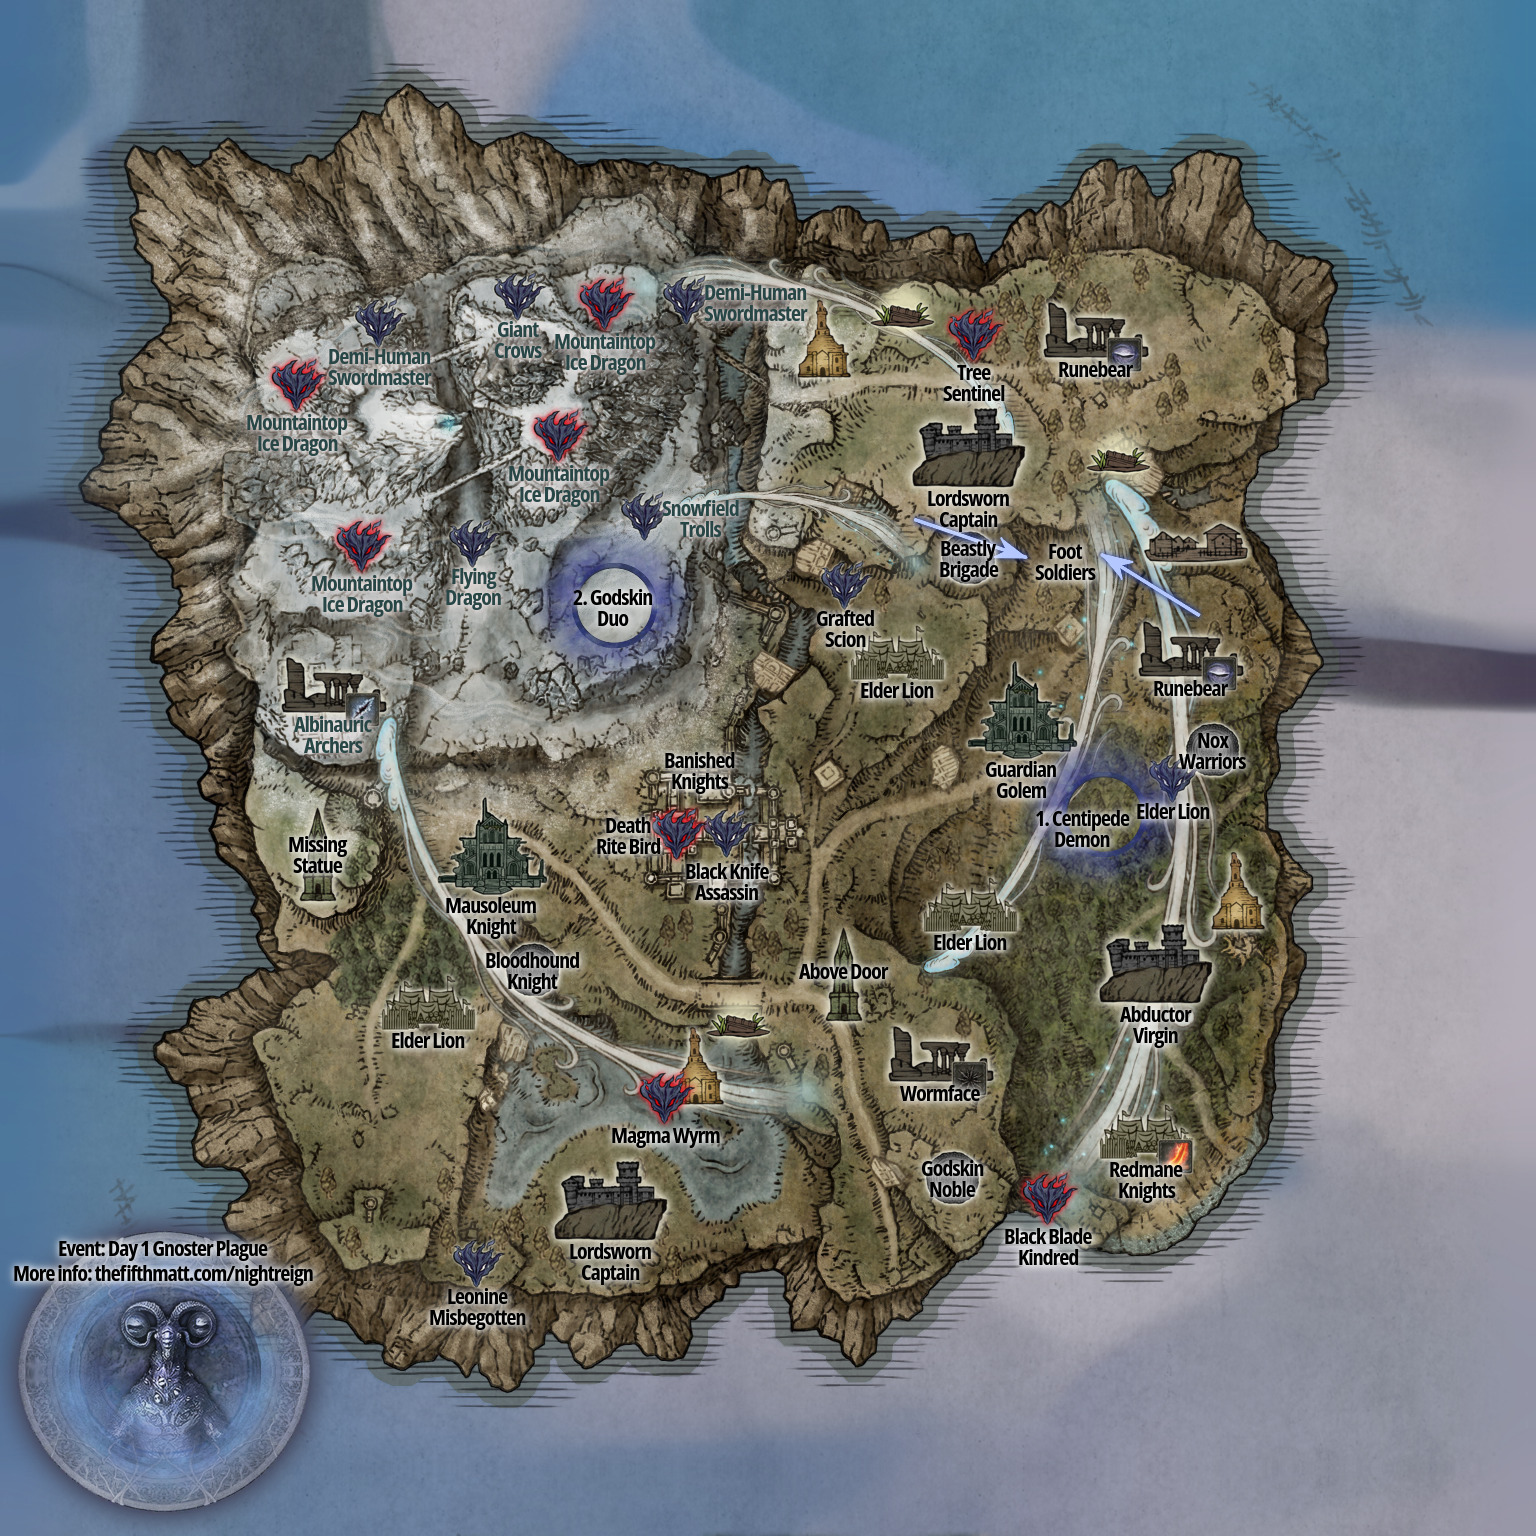 Giant
Crows
Demi-Human
Swordmaster
Mountaintop
Ice Dragon
Demi-Human
Swordmaster
Tree
Sentinel
Runebear
Mountaintop
Ice Dragon
Mountaintop
Ice Dragon
Lordsworn
Captain
Snowfield
Trolls
Beastly
Brigade
Foot
Soldiers
Mountaintop
Ice Dragon
Flying
Dragon
2. Godskin
Duo
Grafted
Scion
Elder Lion
Runebear
Albinauric
Archers
Nox
Warriors
Banished
Knights
Guardian
Golem
Elder Lion
1. Centipede
Demon
Death
Rite Bird
Black Knife
Assassin
Missing
Statue
Mausoleum
Knight
Elder Lion
Bloodhound
Knight
Above Door
Abductor
Virgin
Elder Lion
Wormface
Magma Wyrm
Godskin
Noble
Redmane
Knights
Black Blade
Kindred
Lordsworn
Captain
Leonine
Misbegotten
Event: Day 1 Gnoster Plague
More info: thefifthmatt.com/nightreign